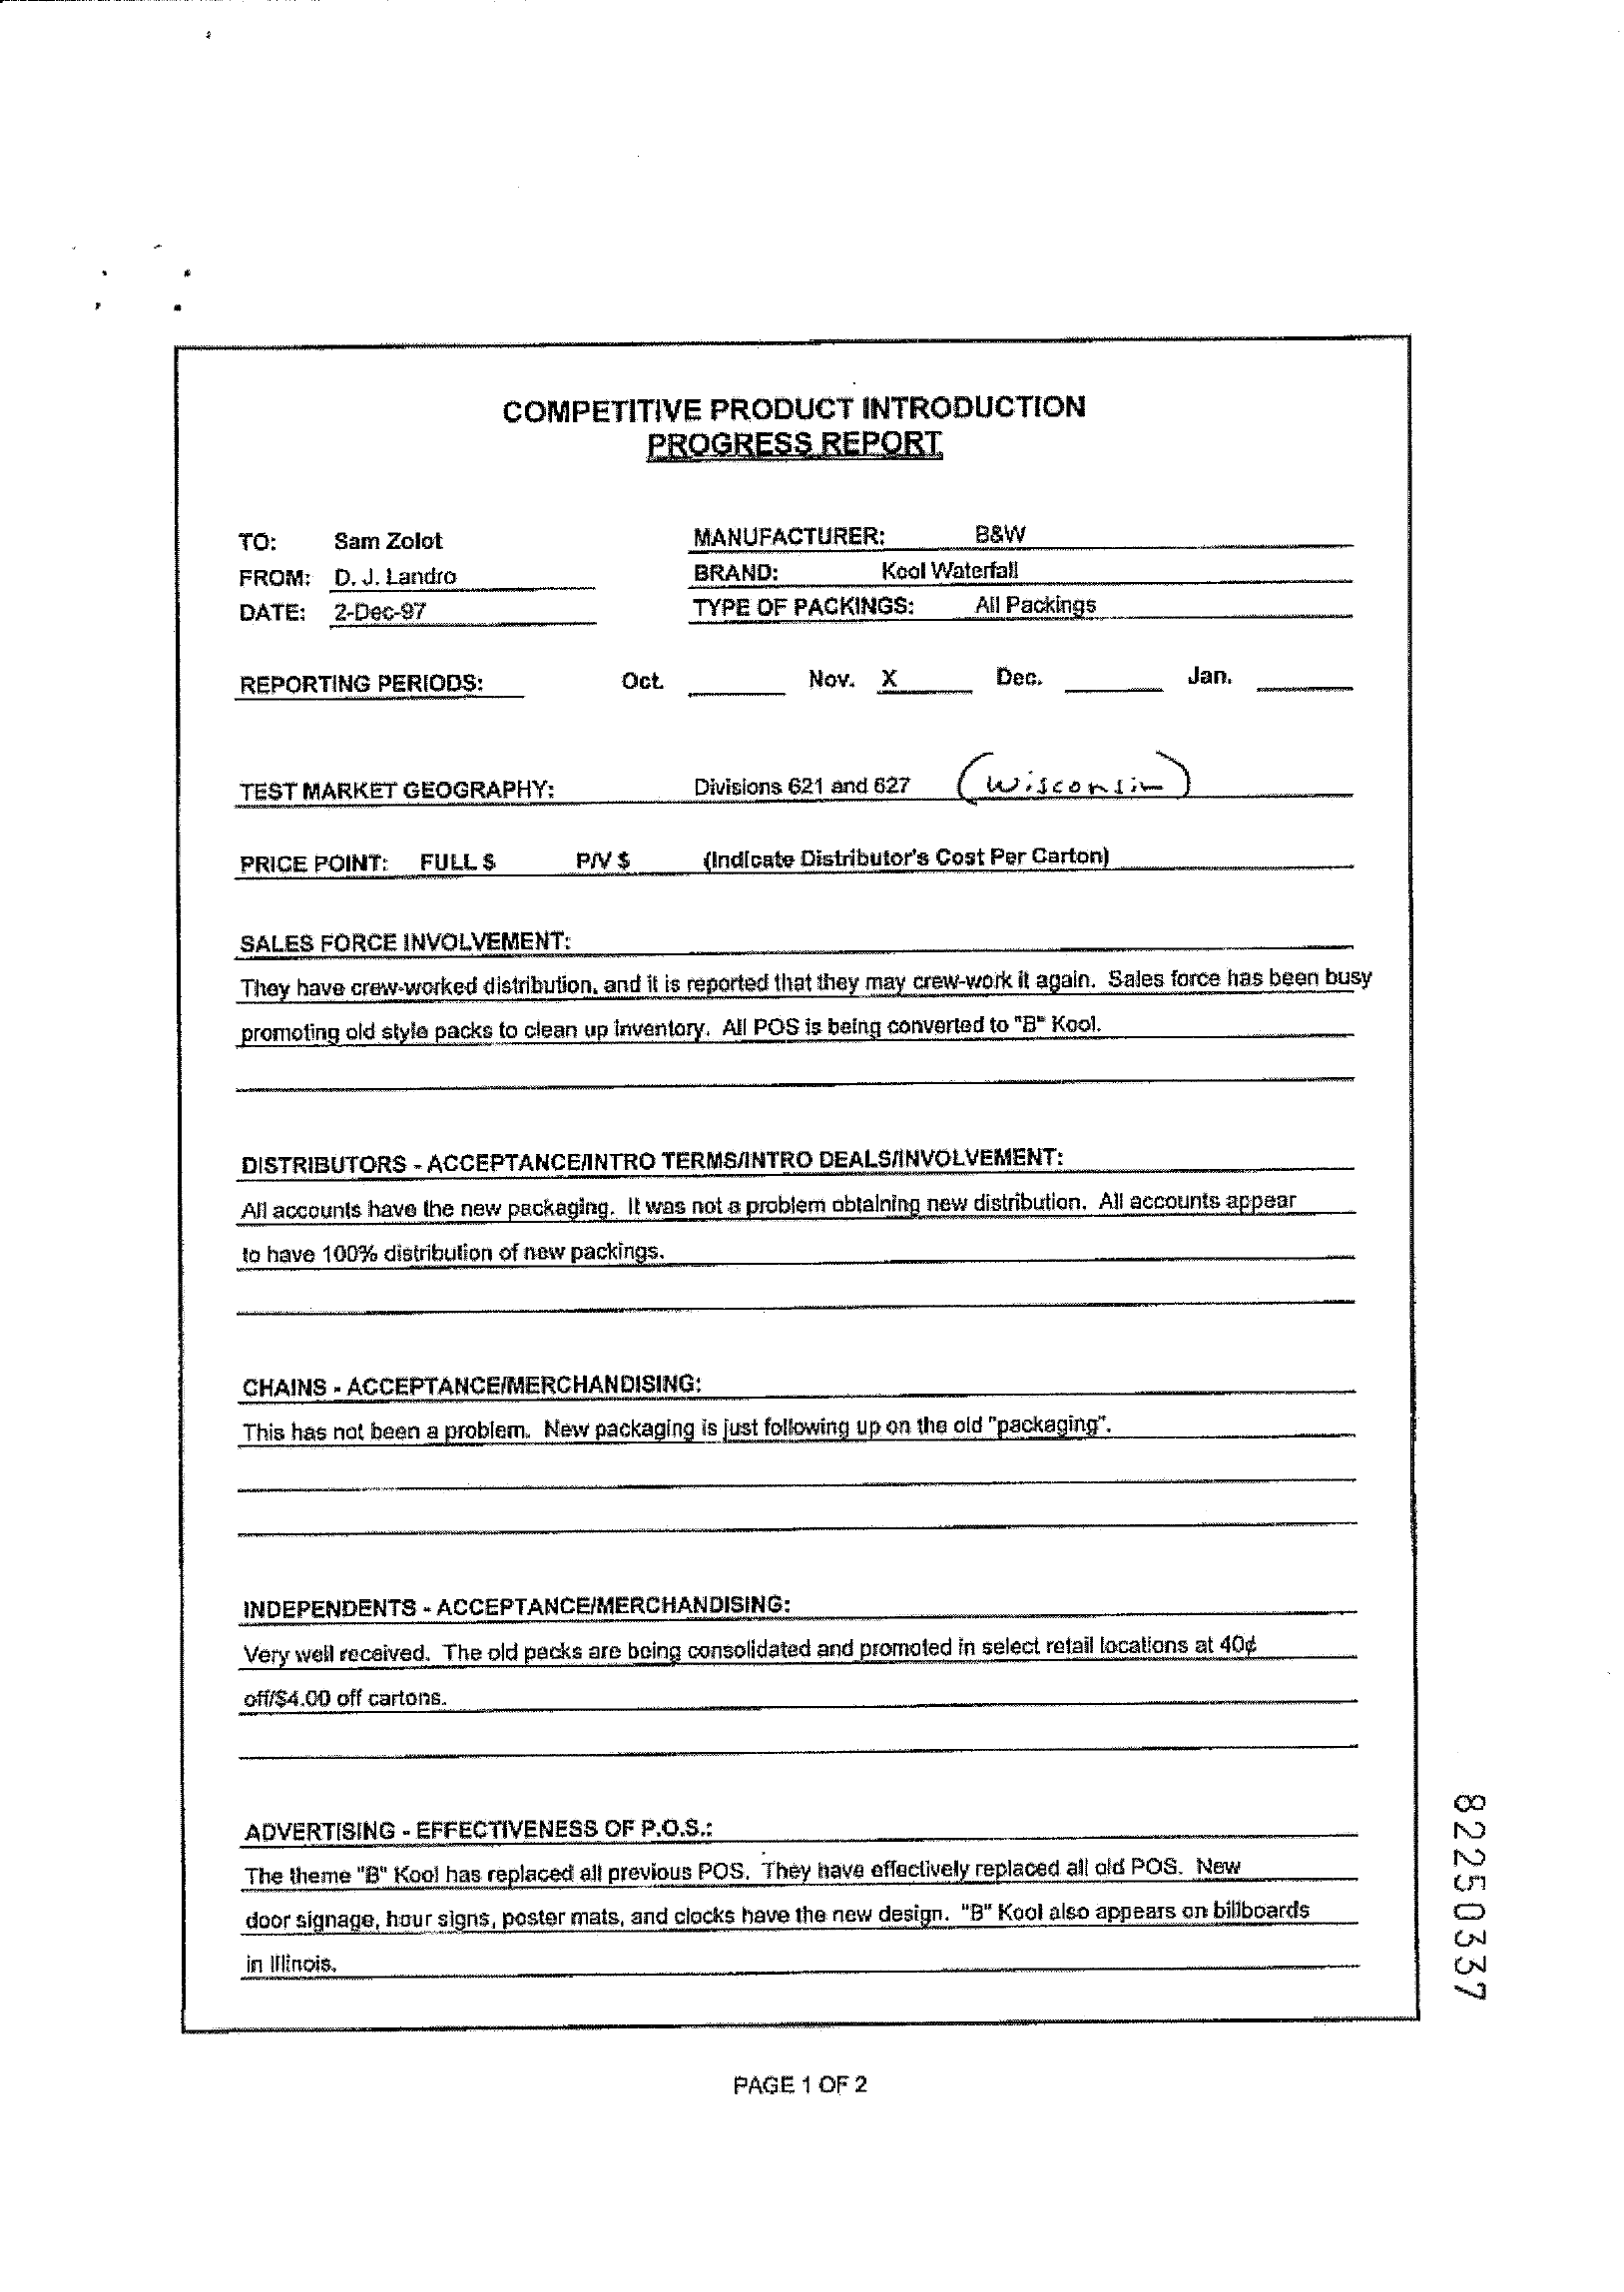 COMPETITIVE PRODUCT INTRODUCTION
PROGRESS REPORT
TO: Sam Zolot MANUFACTURER: B&W
FROM: D. J. Landro BRAND: Kool Waterfall
DATE: 2-Dec-97 TYPE OF PACKINGS: All Packings
REPORTING PERIODS: Oct. Nov. X Dec. Jan.
TEST MARKET GEOGRAPHY: Divisions 621 and 627 (Wisconsin)
PRICE POINT: FULL $ P/V $ (Indicate Distributor's Cost Per Carton)
SALES FORCE INVOLVEMENT:
They have crew-worked distribution, and it is reported that they may crew-work it again. Sales force has been busy
promoting old style packs to clean up inventory. All POS is being converted to "B" Kool.
DISTRIBUTORS - ACCEPTANCE/INTRO TERMS/INTRO DEALS/INVOLVEMENT:
All accounts have the new packaging. It was not a problem obtaining new distribution. All accounts appear
to have 100% distribution of new packings.
CHAINS - ACCEPTANCE/MERCHANDISING:
This has not been a problem. New packaging is just following up on the old "packaging".
INDEPENDENTS - ACCEPTANCE/MERCHANDISING:
Very well received. The old packs are being consolidated and promoted in select retail locations at 40¢
off/$4.00 off cartons.
ADVERTISING - EFFECTIVENESS OF P.O.S.:
The theme "B" Kool has replaced all previous POS. They have effectively replaced all old POS. New
door signage, hour signs, poster mats, and clocks have the new design. "B" Kool also appears on billboards
in Illinois.
82250337
PAGE 1 OF 2